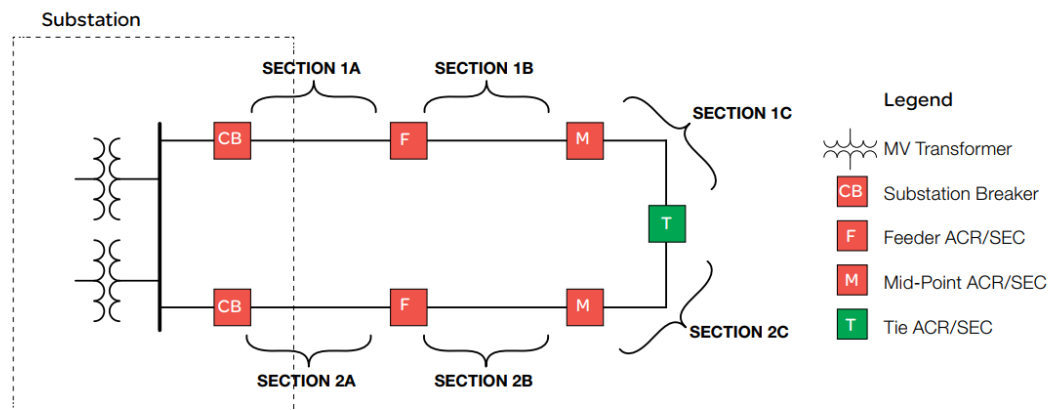 Substation
SECTION 1A
SECTION 1B
SECTION 1C
CB
F
M
T
CB
F
M
SECTION 2A
SECTION 2B
SECTION 2C
Legend
MV Transformer
CB
Substation Breaker
F
Feeder ACR/SEC
M
Mid-Point ACR/SEC
T
Tie ACR/SEC